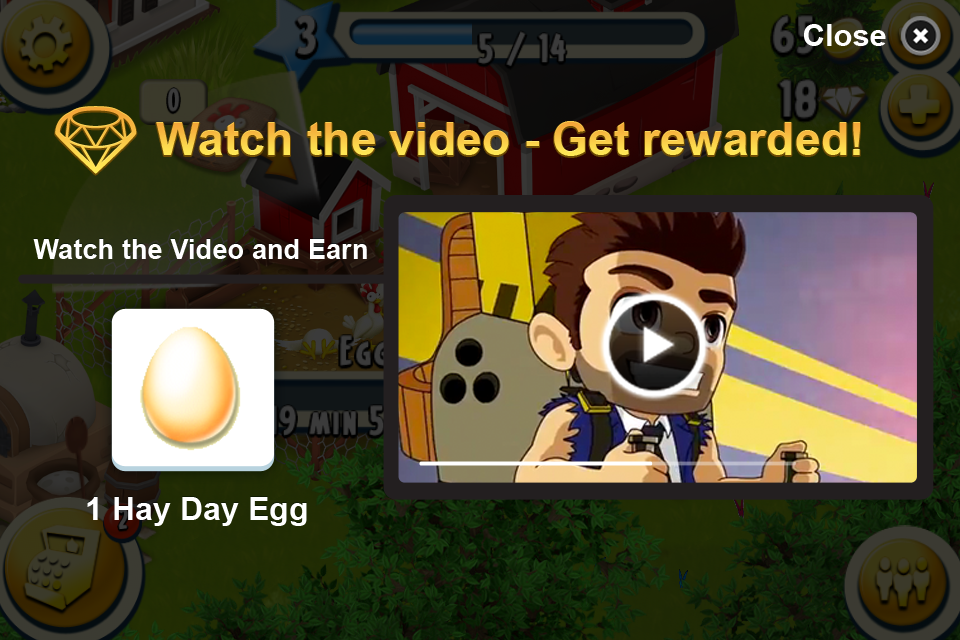 3
5 / 14
65
Close
0
18
Watch the video - Get rewarded!
Watch the Video and Earn
Egg
9 MIN 5
1 Hay Day Egg
2